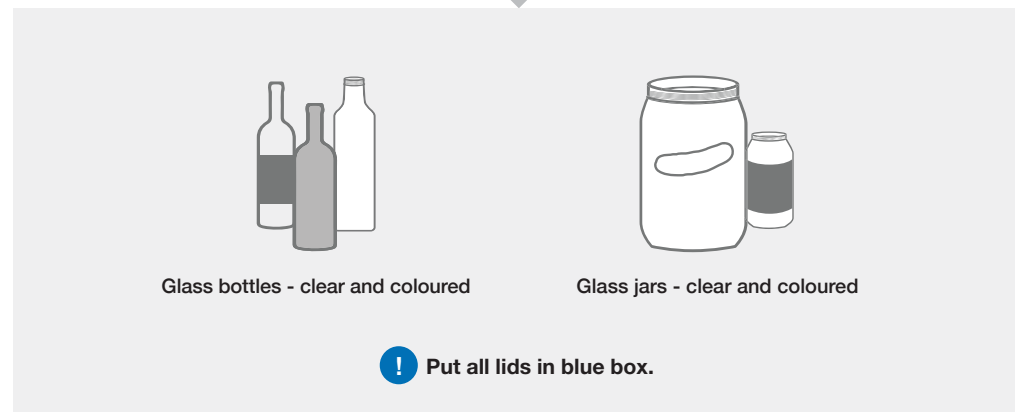 Glass bottles - clear and coloured
Glass jars - clear and coloured
! Put all lids in blue box.